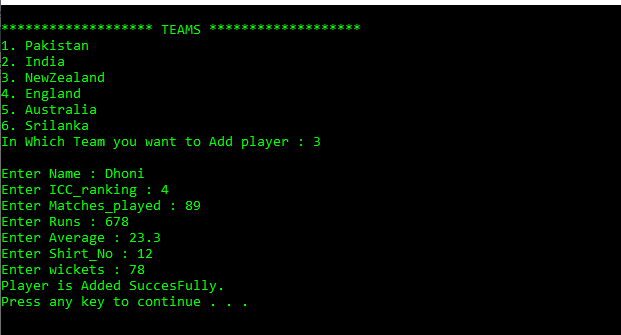 ******************* TEAMS *******************
1. Pakistan
2. India
3. NewZealand
4. England
5. Australia
6. Srilanka
In Which Team you want to Add player : 3
Enter Name : Dhoni
Enter ICC_ranking : 4
Enter Matches_played : 89
Enter Runs : 678
Enter Average : 23.3
Enter Shirt_No : 12
Enter wickets : 78
Player is Added SuccesFully.
Press any key to continue . . .